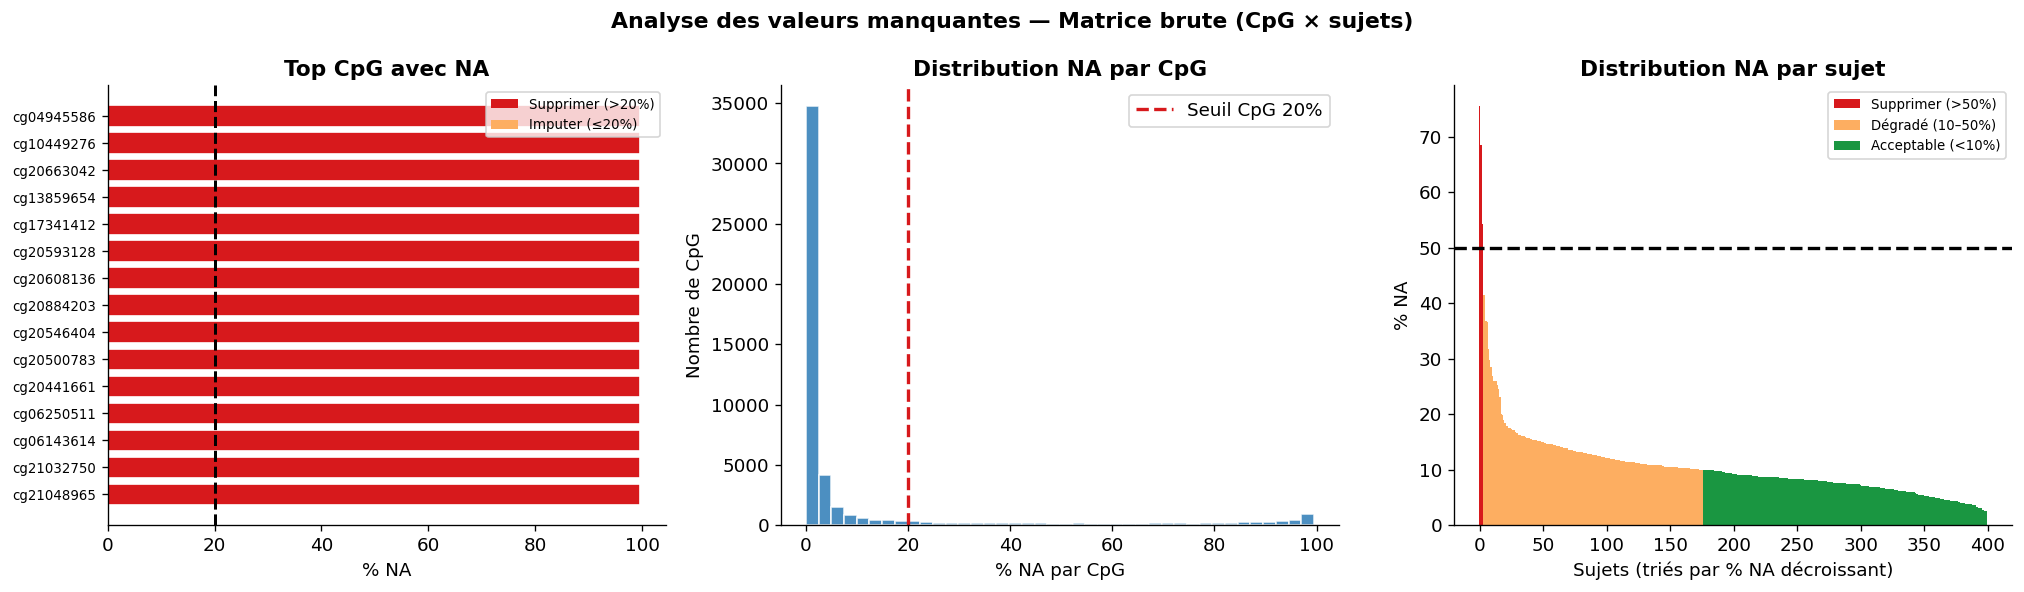 Analyse des valeurs manquantes — Matrice brute (CpG × sujets)
Top CpG avec NA
Supprimer (>20%)
Imputer (≤20%)
cg04945586
cg10449276
cg20663042
cg13859654
cg17341412
cg20593128
cg20608136
cg20884203
cg20546404
cg20500783
cg20441661
cg06250511
cg06143614
cg21032750
cg21048965
0 20 40 60 80 100
% NA
Distribution NA par CpG
Seuil CpG 20%
Nombre de CpG
35000
30000
25000
20000
15000
10000
5000
0
0 20 40 60 80 100
% NA par CpG
Distribution NA par sujet
Supprimer (>50%)
Dégradé (10–50%)
Acceptable (<10%)
% NA
70
60
50
40
30
20
10
0
0 50 100 150 200 250 300 350 400
Sujets (triés par % NA décroissant)